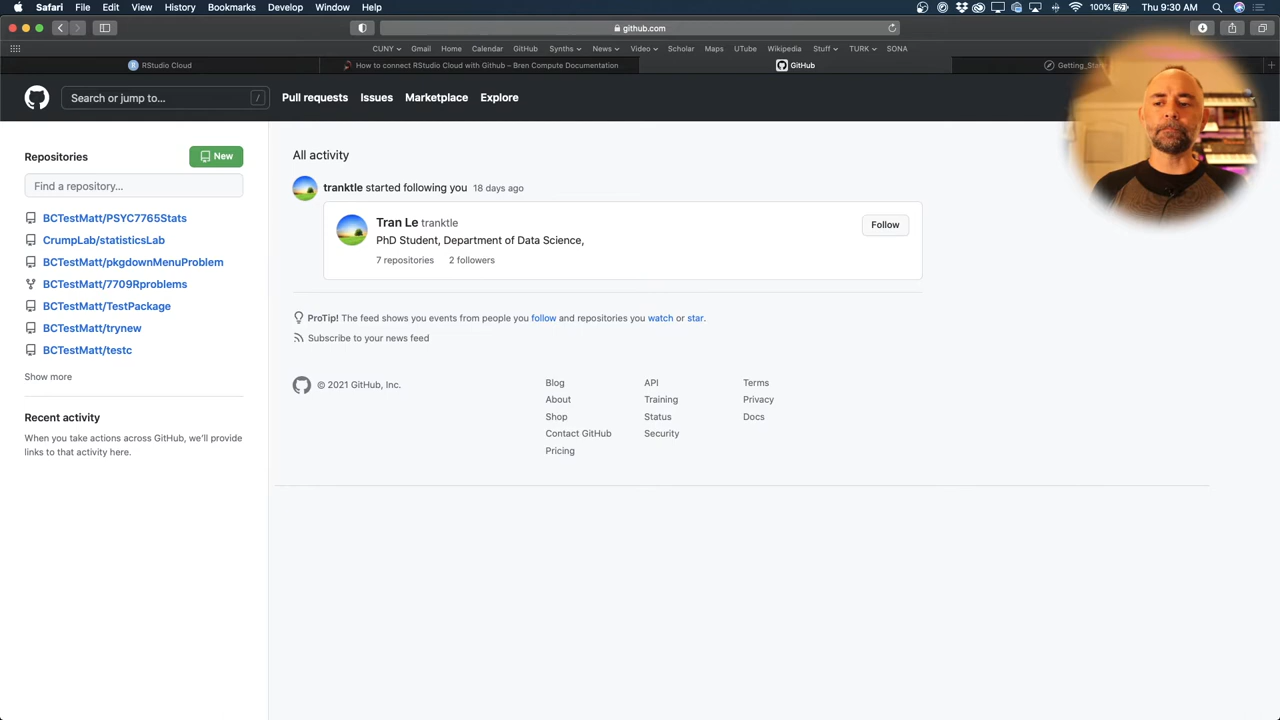 Safari File Edit View History Bookmarks Develop Window Help 100% Thu 9:30 AM
github.com
CUNY Gmail Home Calendar GitHub Synths News Video Scholar Maps UTube Wikipedia Stuff TURK SONA
RStudio Cloud How to connect RStudio Cloud with Github – Bren Compute Documentation GitHub
Search or jump to... / Pull requests Issues Marketplace Explore
Repositories New
Find a repository...
BCTestMatt/PSYC7765Stats
CrumpLab/statisticsLab
BCTestMatt/pkgdownMenuProblem
BCTestMatt/7709Rproblems
BCTestMatt/TestPackage
BCTestMatt/trynew
BCTestMatt/testc
Show more
Recent activity
When you take actions across GitHub, we'll provide
links to that activity here.
All activity
tranktle started following you 18 days ago
Tran Le tranktle
Follow
PhD Student, Department of Data Science,
7 repositories 2 followers
ProTip! The feed shows you events from people you follow and repositories you watch or star.
Subscribe to your news feed
© 2021 GitHub, Inc.
Blog API Terms
About Training Privacy
Shop Status Docs
Contact GitHub Security
Pricing